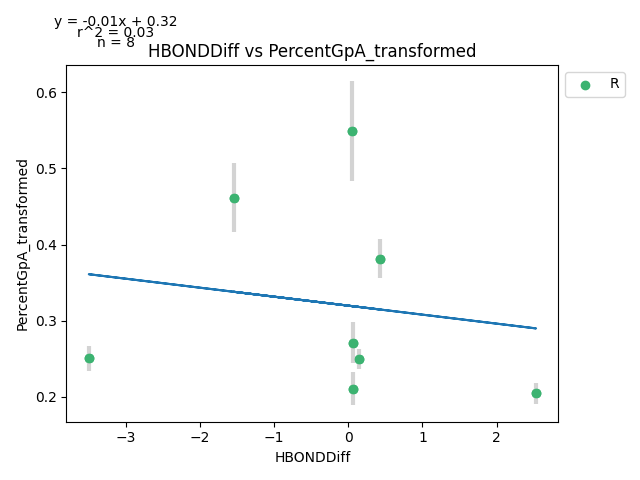 y = -0.01x + 0.32
r^2 = 0.03
n = 8
HBONDDiff vs PercentGpA_transformed
R
PercentGpA_transformed
0.6
0.5
0.4
0.3
0.2
−3
−2
−1
0
1
2
HBONDDiff